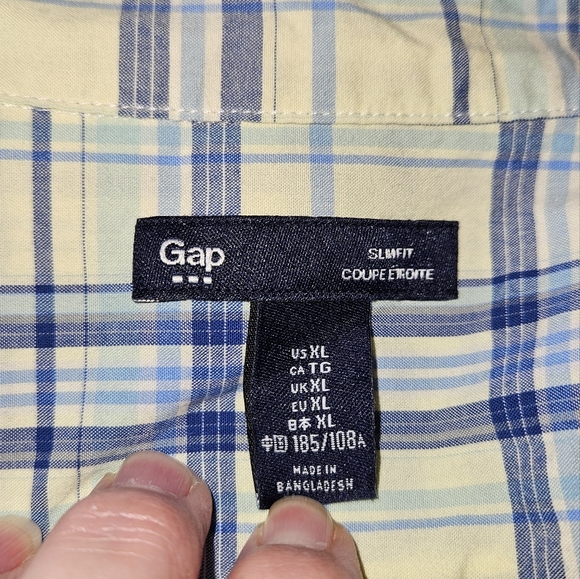 Gap
SLIM FIT
COUPE ÉTROITE
US XL
CA TG
UK XL
EU XL
日本 XL
中国 185/108A
MADE IN
BANGLADESH